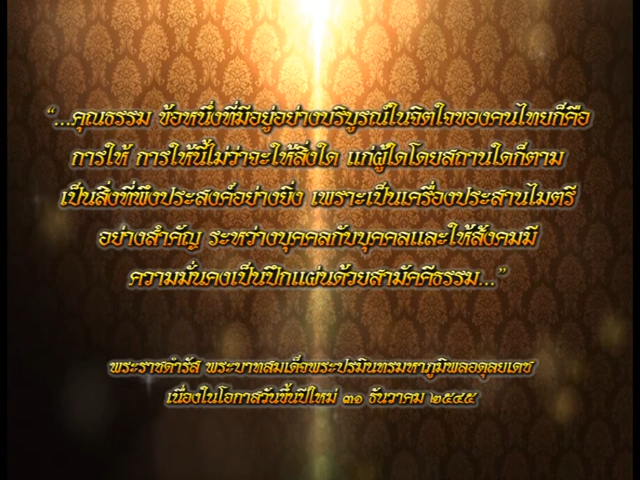 “...คุณธรรม ข้อหนึ่งที่มีอยู่อย่างบริบูรณ์ในจิตใจของคนไทยก็คือ
การให้ การให้นี้ไม่ว่าจะให้สิ่งใด แก่ผู้ใดโดยสถานใดก็ตาม
เป็นสิ่งที่พึงประสงค์อย่างยิ่ง เพราะเป็นเครื่องประสานไมตรี
อย่างสำคัญ ระหว่างบุคคลกับบุคคลและให้สังคมมี
ความมั่นคงเป็นปึกแผ่นด้วยสามัคคีธรรม...”
พระราชดำรัส พระบาทสมเด็จพระปรมินทรมหาภูมิพลอดุลยเดช
เนื่องในโอกาสวันขึ้นปีใหม่ ๓๑ ธันวาคม ๒๕๔๕